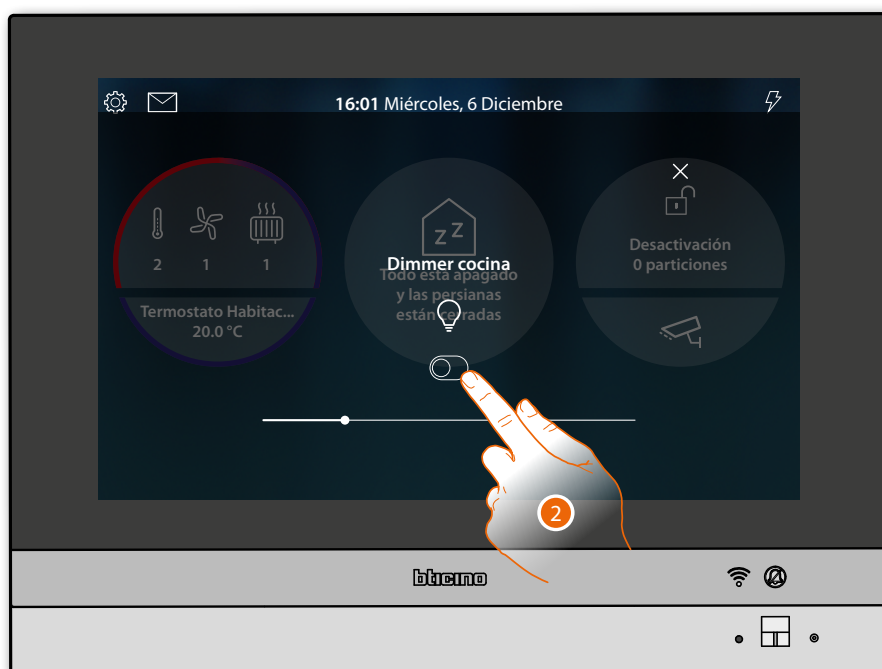 16:01 Miércoles, 6 Diciembre
2 1 1
Termostato Habitac...
20.0 °C
zZ
Dimmer cocina
Todo está apagado
y las persianas
están cerradas
Desactivación
0 particiones
2
bticino